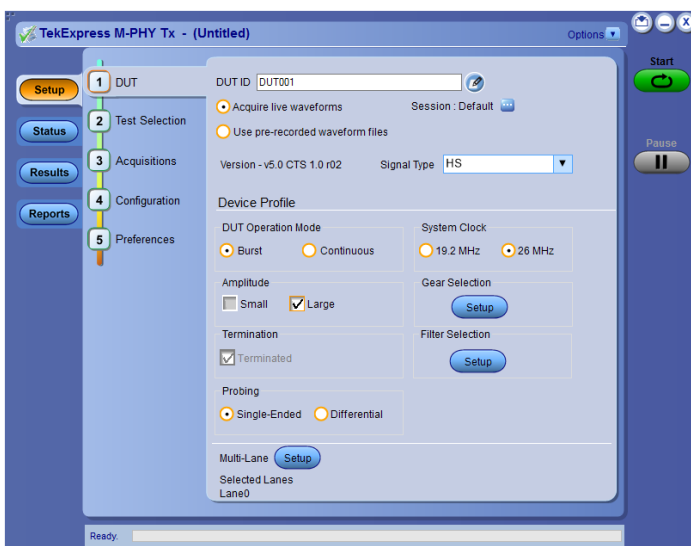 TekExpress M-PHY Tx - (Untitled)
Options
Start
Pause
Setup
Status
Results
Reports
1 DUT
2 Test Selection
3 Acquisitions
4 Configuration
5 Preferences
DUT ID DUT001
Acquire live waveforms
Session : Default
Use pre-recorded waveform files
Version - v5.0 CTS 1.0 r02
Signal Type HS
Device Profile
DUT Operation Mode
Burst Continuous
System Clock
19.2 MHz 26 MHz
Amplitude
Small Large
Gear Selection
Setup
Termination
Terminated
Filter Selection
Setup
Probing
Single-Ended Differential
Multi-Lane Setup
Selected Lanes
Lane0
Ready.